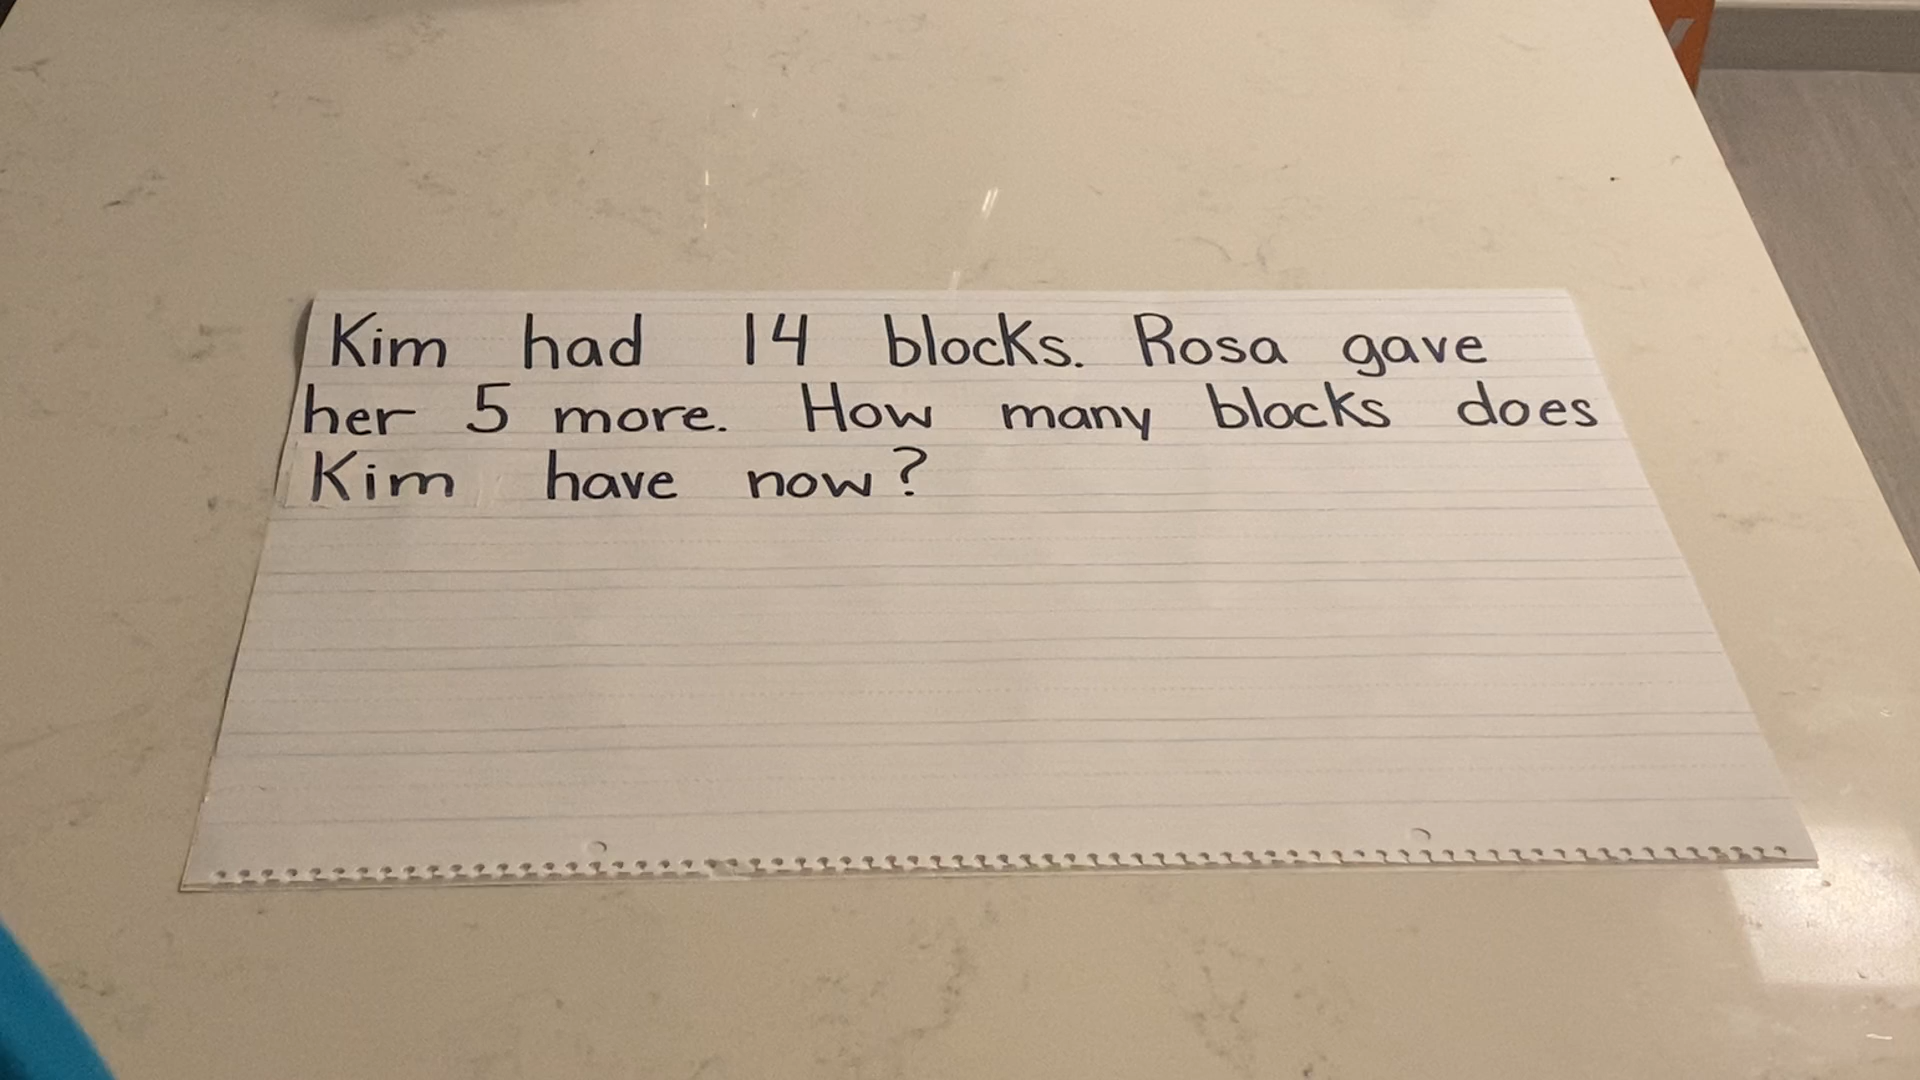 Kim had 14 blocks. Rosa gave
her 5 more. How many blocks does
Kim have now?